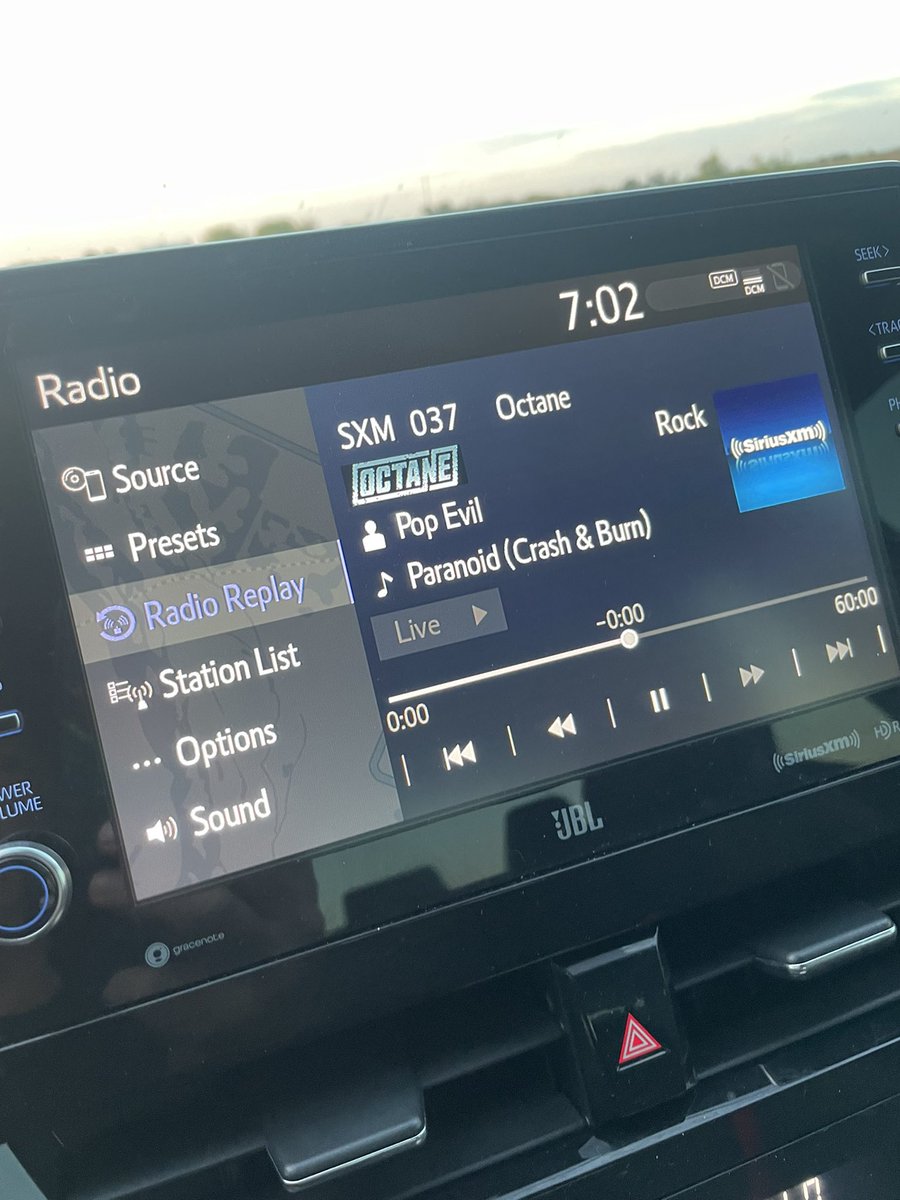 SEEK >
7:02
DCM
DCM
< TRAC
Radio
SXM 037
Octane
Rock
((SiriusXM))
OCTANE
Source
Pop Evil
Presets
Paranoid (Crash & Burn)
Radio Replay
Live
-0:00
60:00
Station List
0:00
... Options
((SiriusXM))
HD R
Sound
WER
LUME
JBL
gracenote